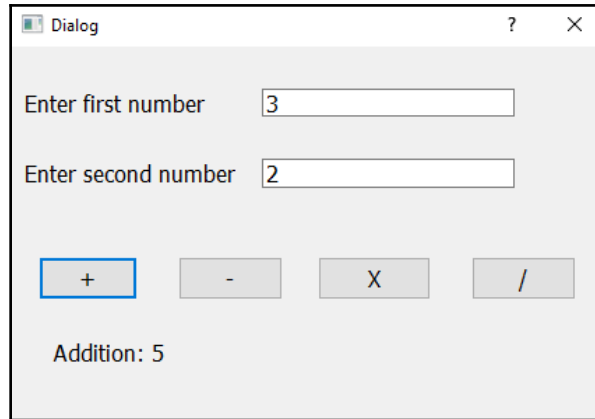 Dialog ? ×
Enter first number 3
Enter second number 2
+ - X /
Addition: 5